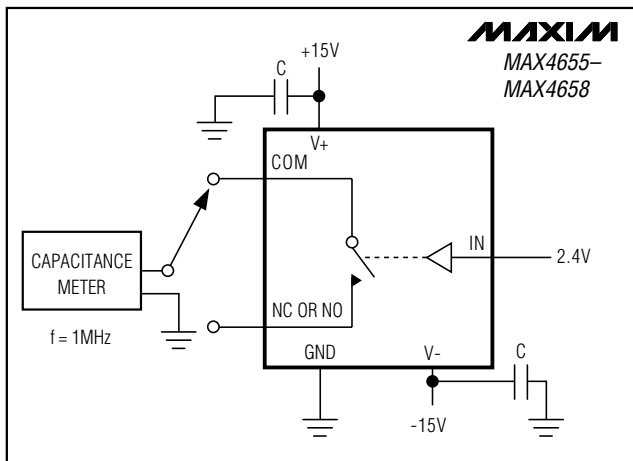 MAXIM
MAX4655–
MAX4658
+15V
C
V+
COM
IN
2.4V
CAPACITANCE
METER
NC OR NO
f = 1MHz
GND
V-
C
-15V